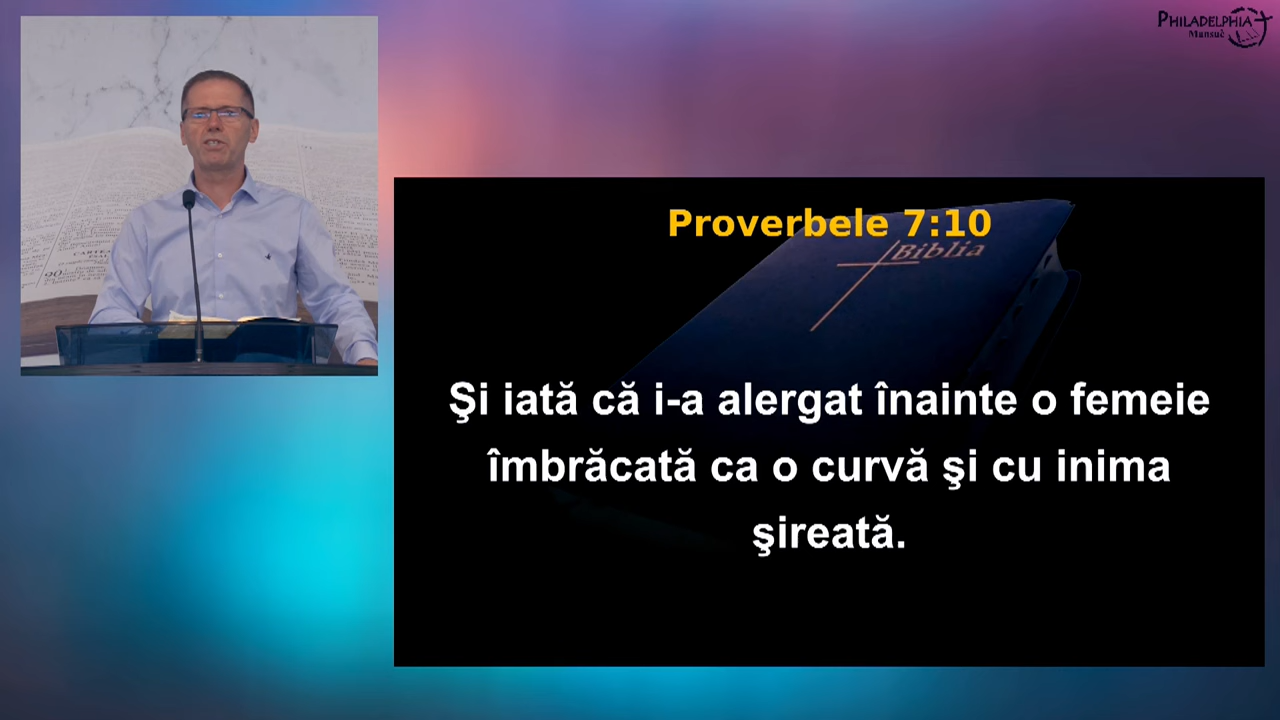 PHILADELPHIA
Mansuè
Proverbele 7:10
Biblia
Şi iată că i-a alergat înainte o femeie
îmbrăcată ca o curvă şi cu inima
şireată.